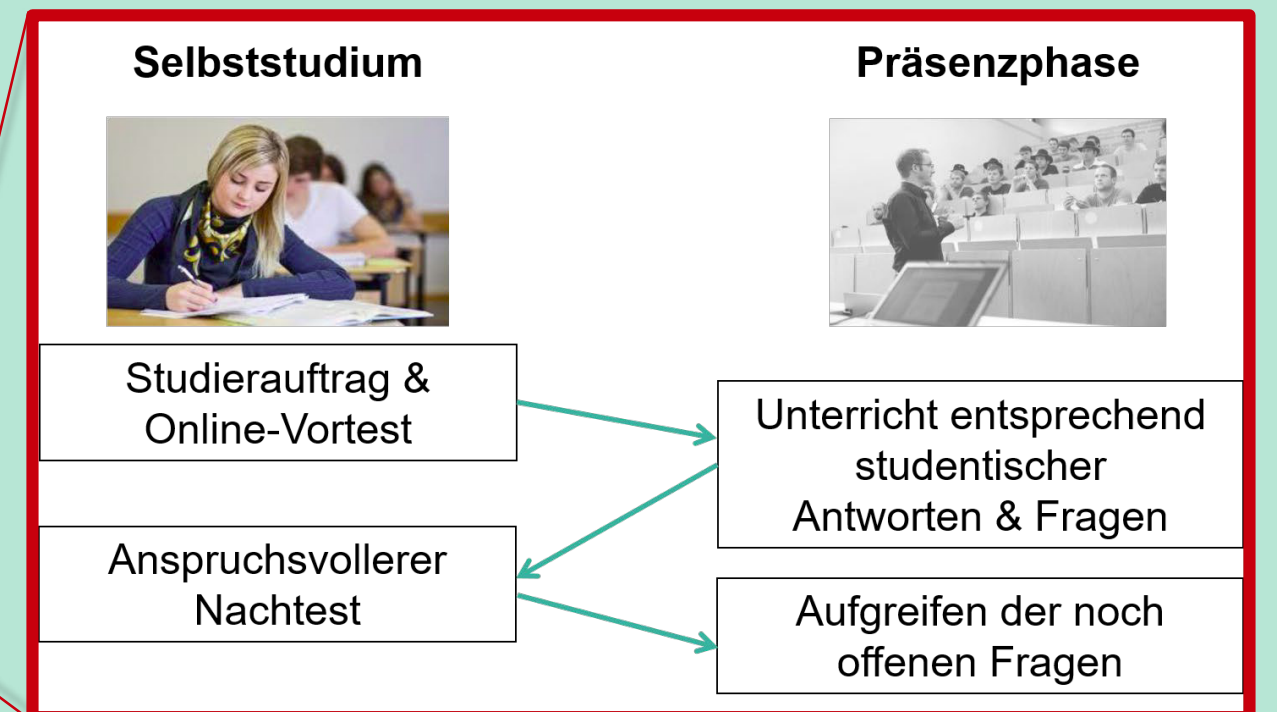 Selbststudium
Präsenzphase
Studierauftrag &
Online-Vortest
Unterricht entsprechend
studentischer
Antworten & Fragen
Anspruchsvollerer
Nachtest
Aufgreifen der noch
offenen Fragen